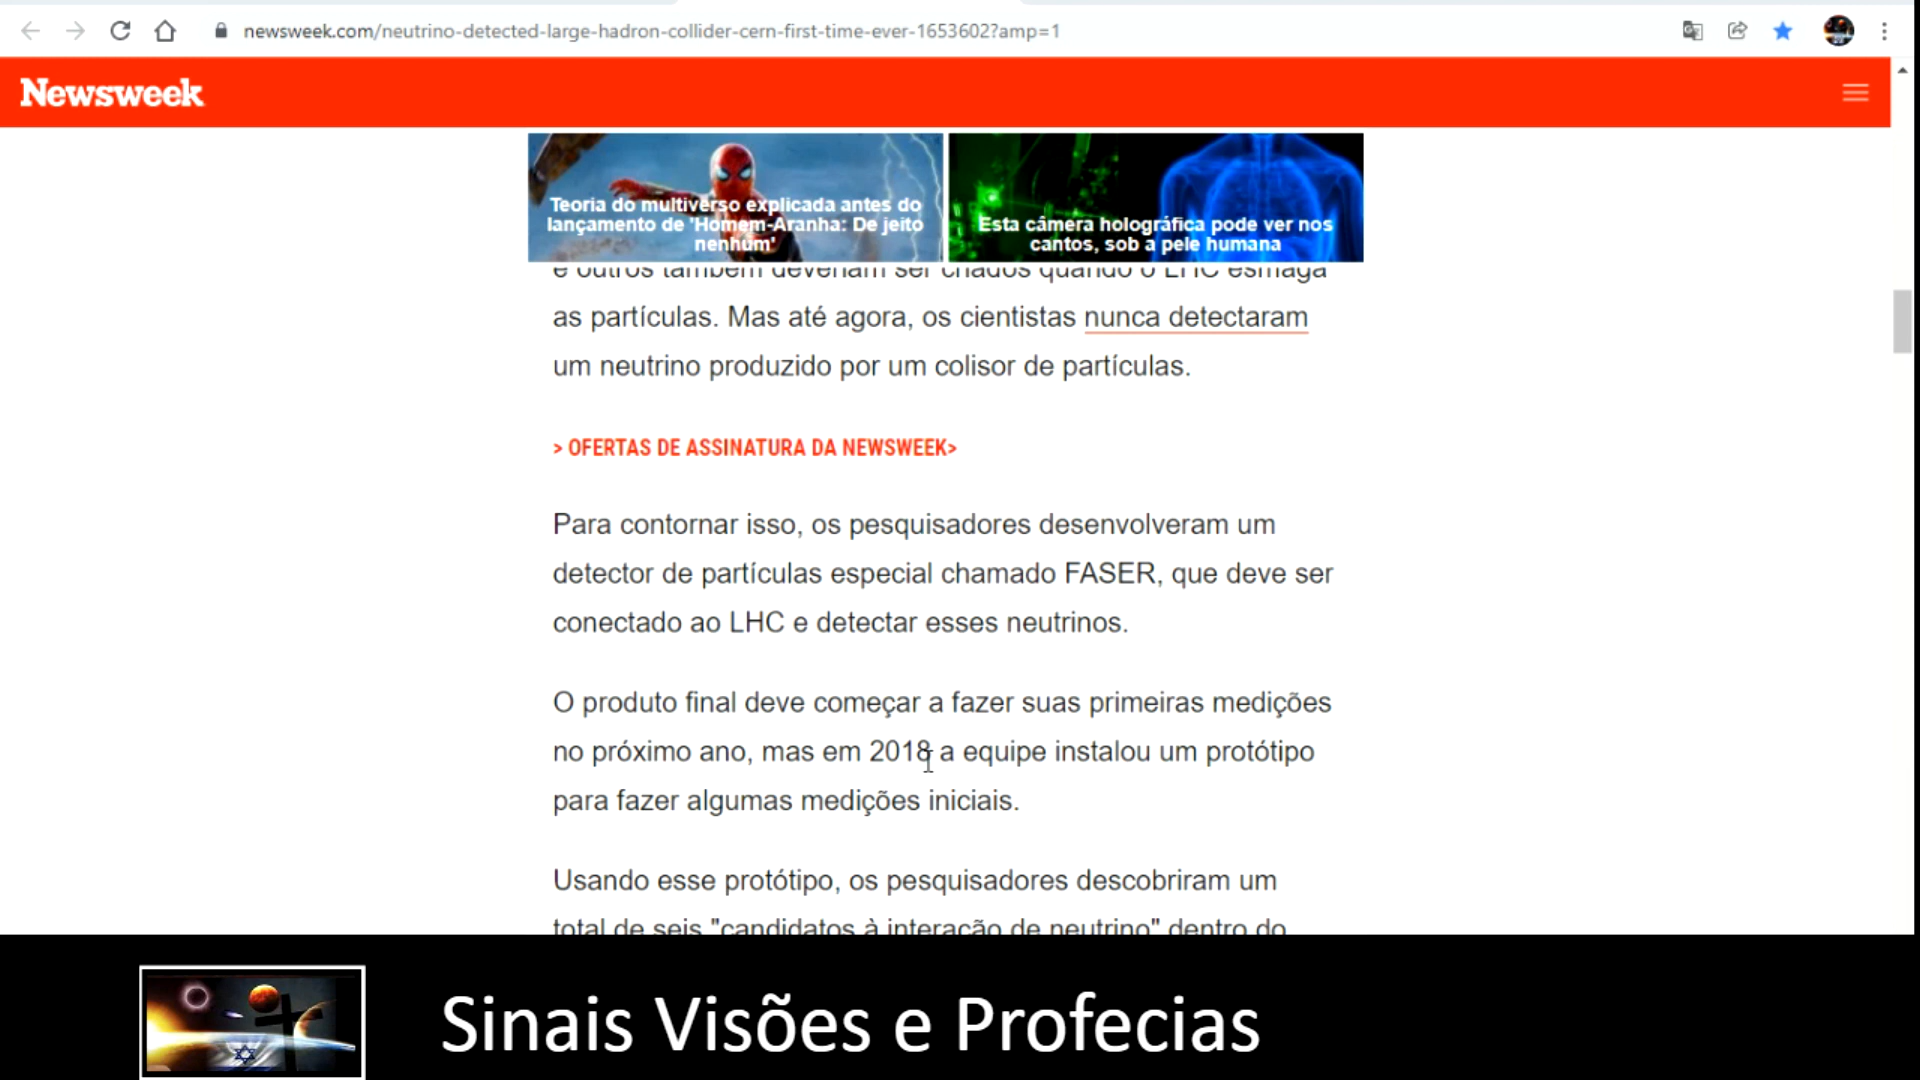 newsweek.com/neutrino-detected-large-hadron-collider-cern-first-time-ever-1653602?amp=1
Newsweek
Teoria do multiverso explicada antes do
lançamento de 'Homem-Aranha: De jeito
nenhum'
Esta câmera holográfica pode ver nos
cantos, sob a pele humana
e outros também deveriam ser criados quando o LHC esmaga
as partículas. Mas até agora, os cientistas nunca detectaram
um neutrino produzido por um colisor de partículas.
> OFERTAS DE ASSINATURA DA NEWSWEEK>
Para contornar isso, os pesquisadores desenvolveram um
detector de partículas especial chamado FASER, que deve ser
conectado ao LHC e detectar esses neutrinos.
O produto final deve começar a fazer suas primeiras medições
no próximo ano, mas em 2018 a equipe instalou um protótipo
para fazer algumas medições iniciais.
Usando esse protótipo, os pesquisadores descobriram um
total de seis "candidatos à interação de neutrino" dentro do
Sinais Visões e Profecias